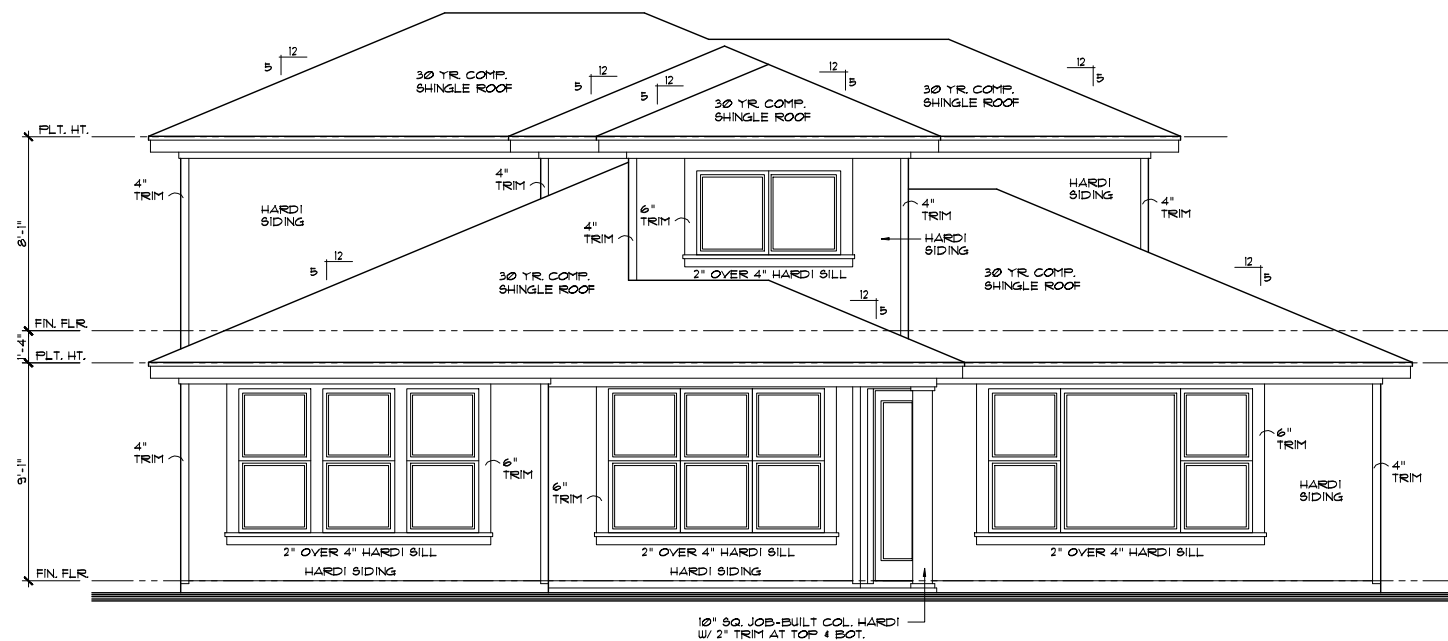 12
5
30 YR. COMP.
SHINGLE ROOF
12
5
12
5
12
5
30 YR. COMP.
SHINGLE ROOF
30 YR. COMP.
SHINGLE ROOF
12
5
PLT. HT.
4"
TRIM
HARDI
SIDING
4"
TRIM
6"
TRIM
4"
TRIM
4"
TRIM
HARDI
SIDING
HARDI
SIDING
4"
TRIM
8'-1"
12
5
30 YR. COMP.
SHINGLE ROOF
2" OVER 4" HARDI SILL
12
5
30 YR. COMP.
SHINGLE ROOF
12
5
FIN. FLR.
1'-4"
PLT. HT.
9'-1"
4"
TRIM
6"
TRIM
6"
TRIM
6"
TRIM
HARDI
SIDING
4"
TRIM
2" OVER 4" HARDI SILL
HARDI SIDING
2" OVER 4" HARDI SILL
HARDI SIDING
2" OVER 4" HARDI SILL
FIN. FLR.
10" SQ. JOB-BUILT COL. HARDI
W/ 2" TRIM AT TOP & BOT.